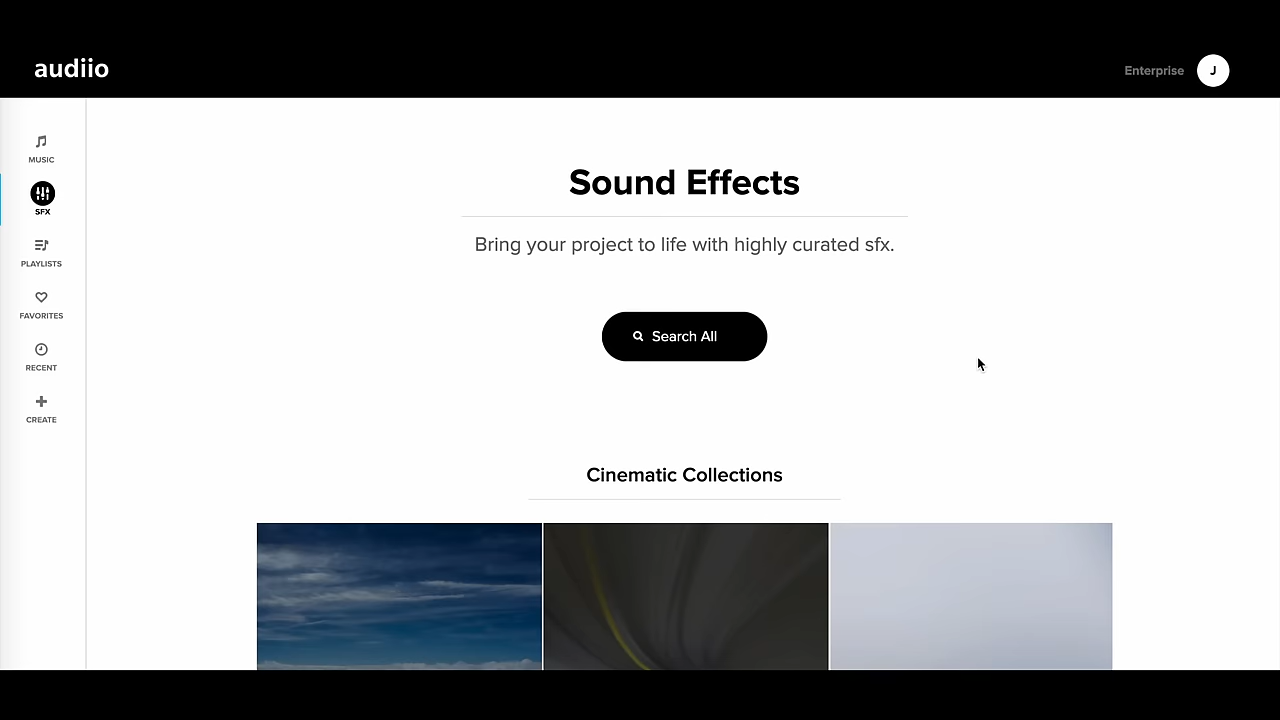 audiio
Enterprise
J
MUSIC
SFX
PLAYLISTS
FAVORITES
RECENT
CREATE
Sound Effects
Bring your project to life with highly curated sfx.
Search All
Cinematic Collections